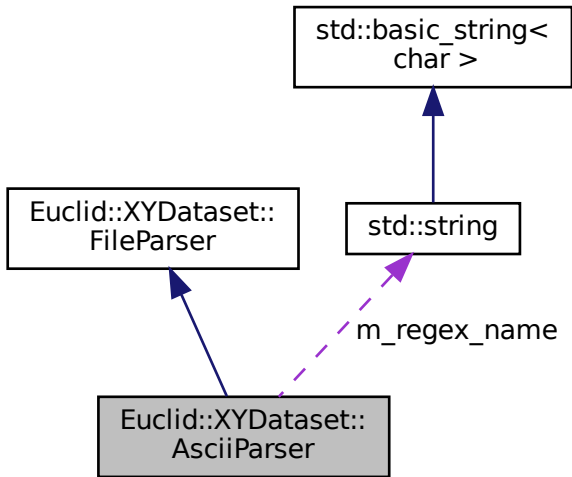 std::basic_string<
char >
Euclid::XYDataset::
FileParser
std::string
m_regex_name
Euclid::XYDataset::
AsciiParser